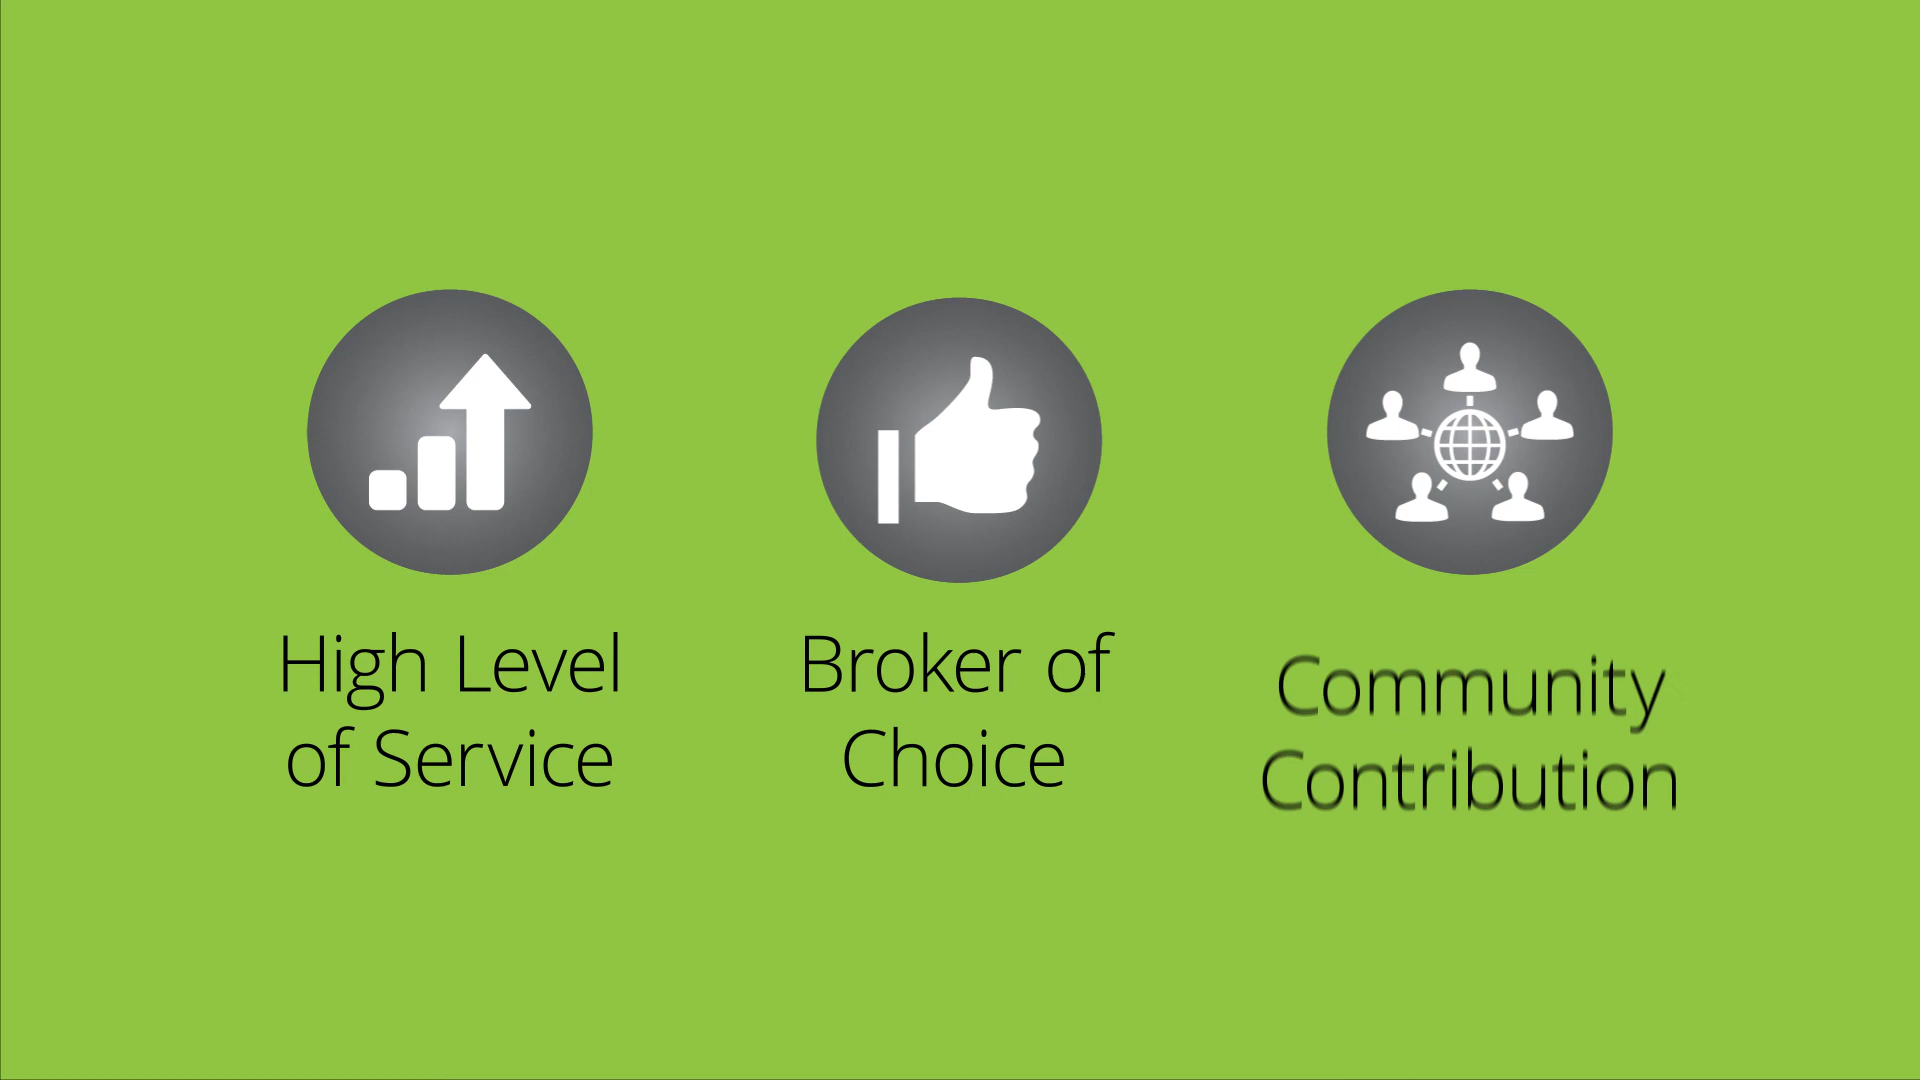 High Level
of Service
Broker of
Choice
Community
Contribution